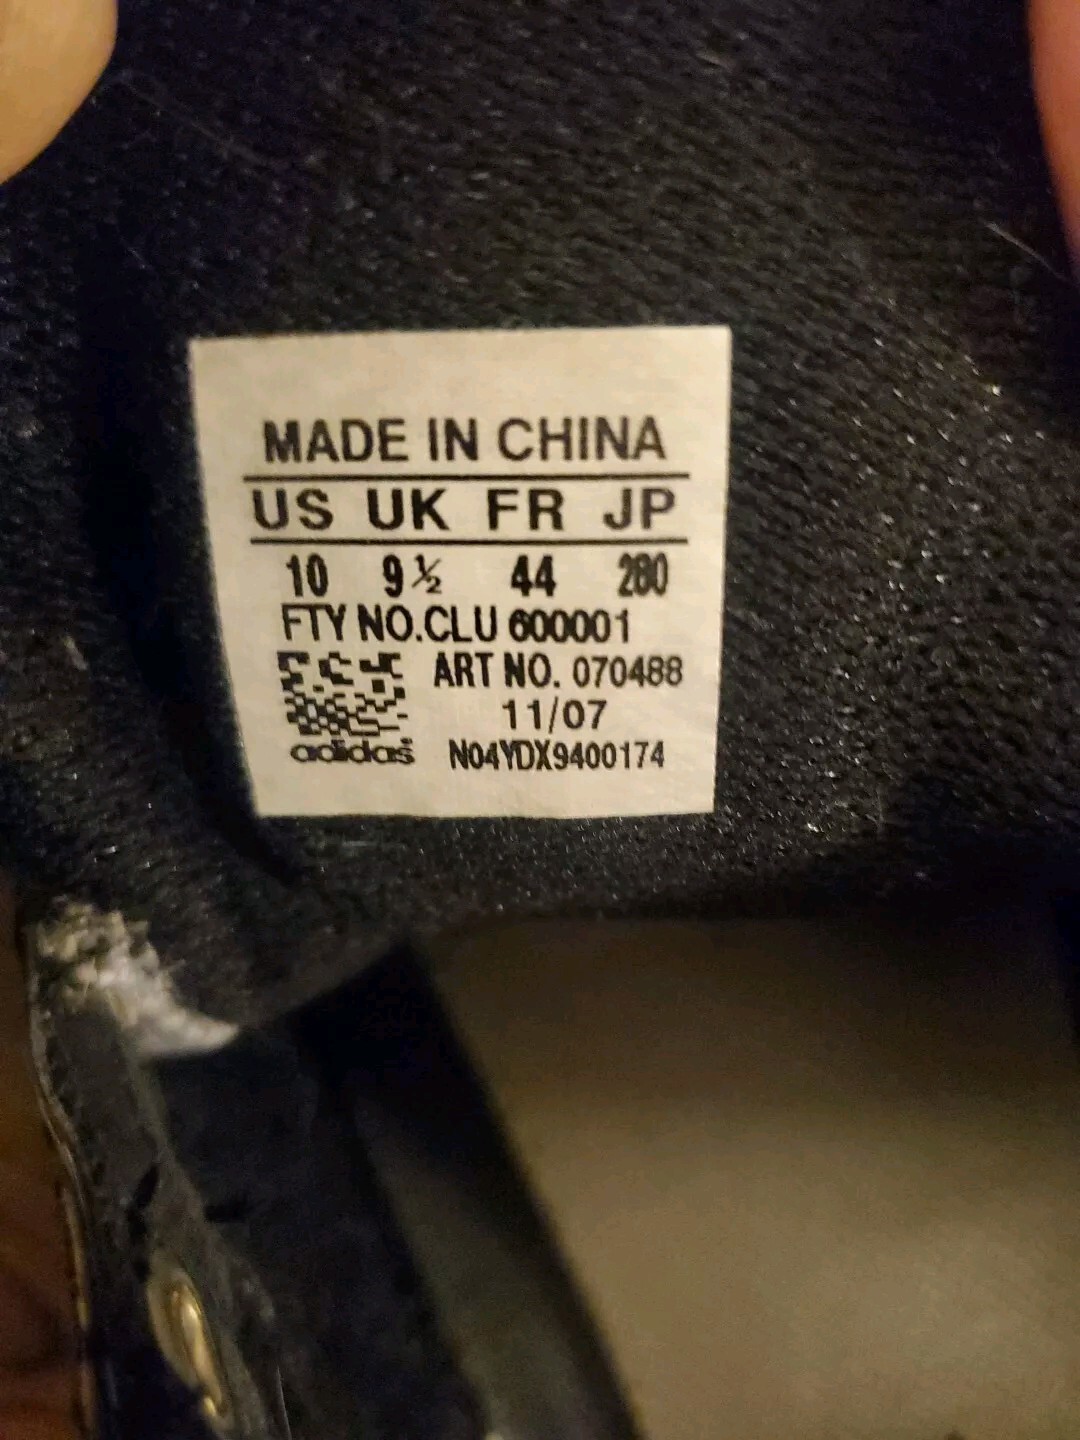 MADE IN CHINA
US UK FR JP
10 9½ 44 280
FTY NO.CLU 600001
ART NO. 070488
11/07
adidas N04YDX9400174